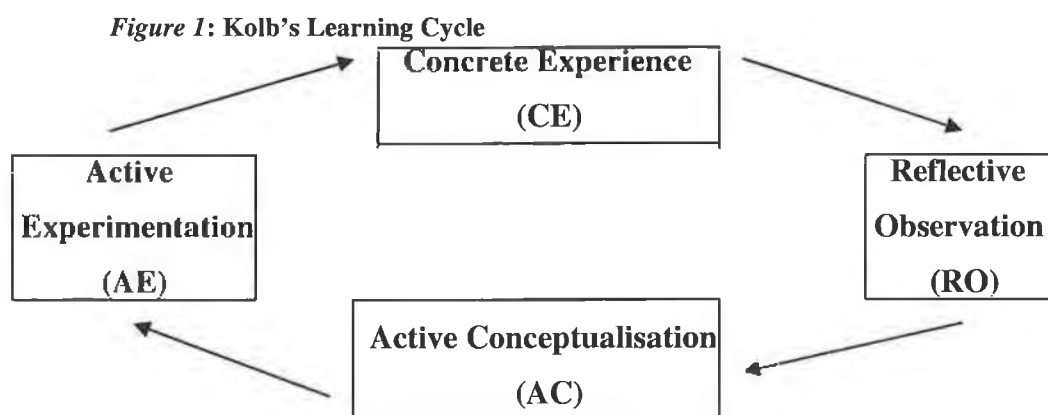 Figure 1: Kolb's Learning Cycle
Concrete Experience
(CE)
Active
Experimentation
(AE)
Reflective
Observation
(RO)
Active Conceptualisation
(AC)